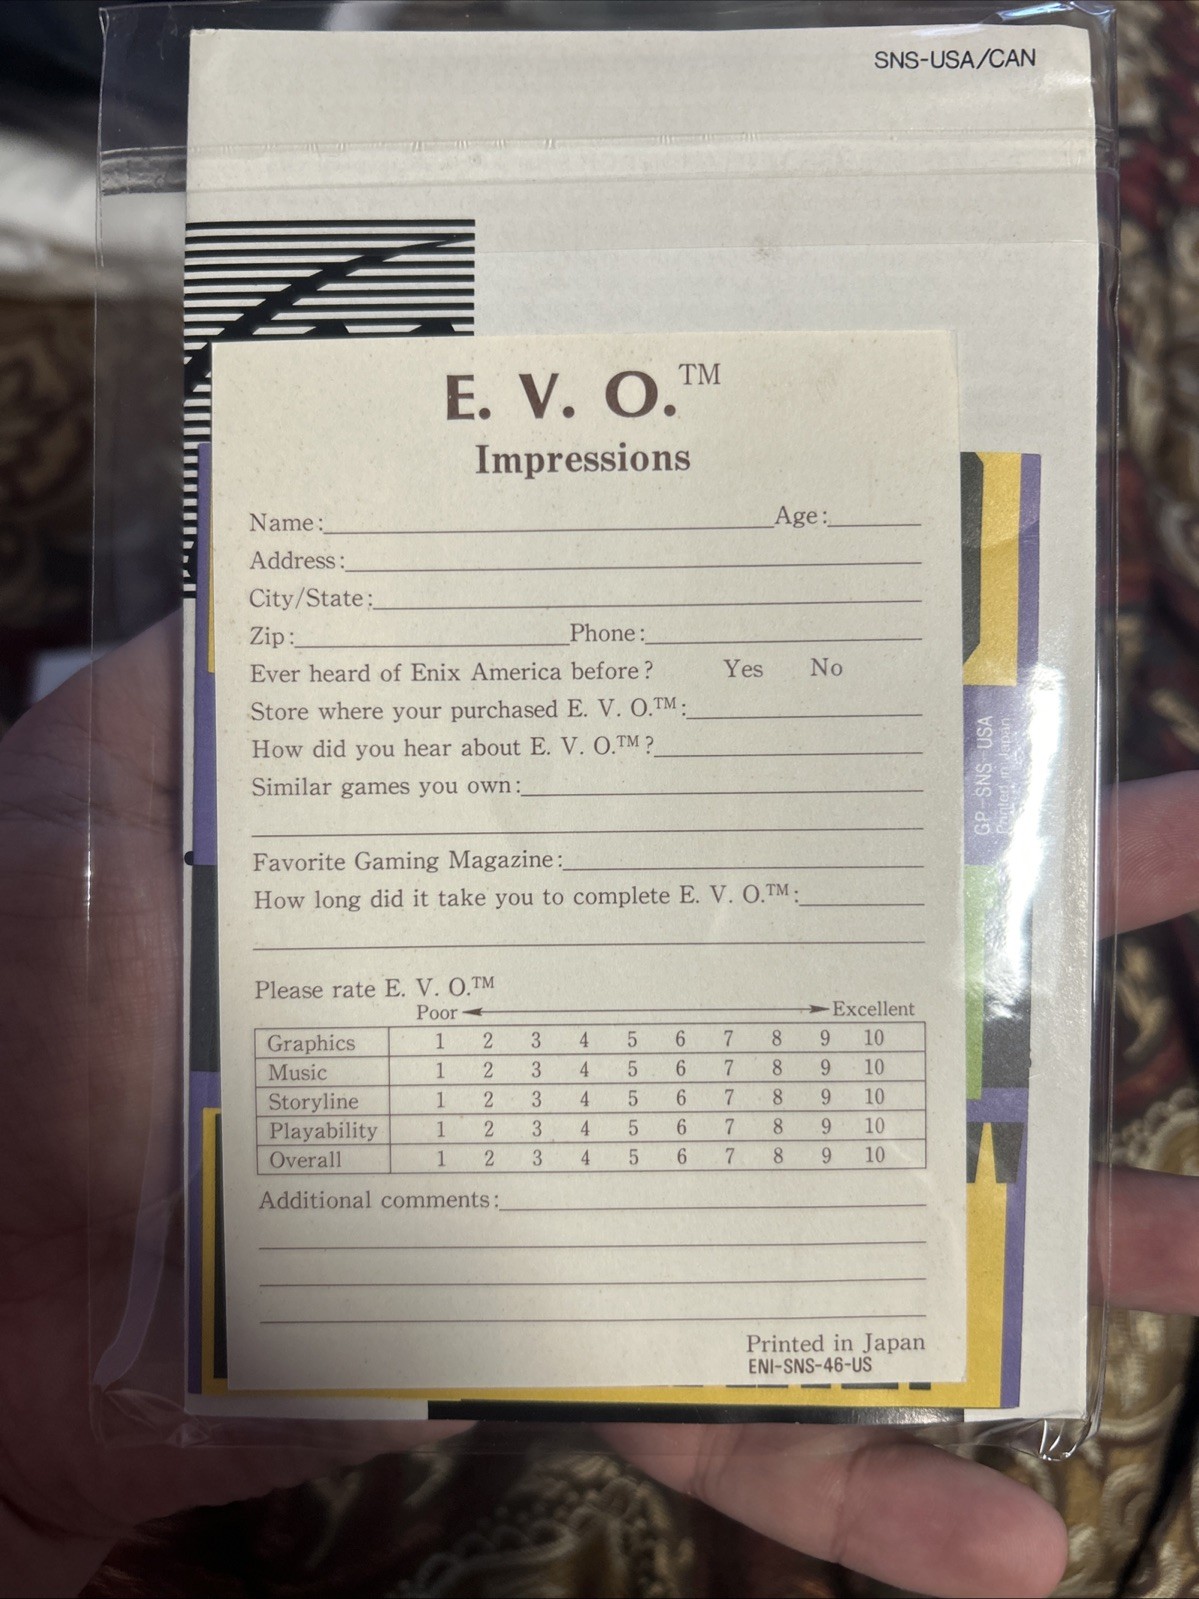 SNS-USA/CAN
E. V. O.™
Impressions
Name: Age:
Address:
City/State:
Zip: Phone:
Ever heard of Enix America before? Yes No
Store where your purchased E. V. O.™:
How did you hear about E. V. O.™?
Similar games you own:
Favorite Gaming Magazine:
How long did it take you to complete E. V. O.™:
Please rate E. V. O.™
Poor Excellent
Graphics 1 2 3 4 5 6 7 8 9 10
Music 1 2 3 4 5 6 7 8 9 10
Storyline 1 2 3 4 5 6 7 8 9 10
Playability 1 2 3 4 5 6 7 8 9 10
Overall 1 2 3 4 5 6 7 8 9 10
Additional comments:
Printed in Japan
ENI-SNS-46-US
GP-SNS-USA
Printed in Japan